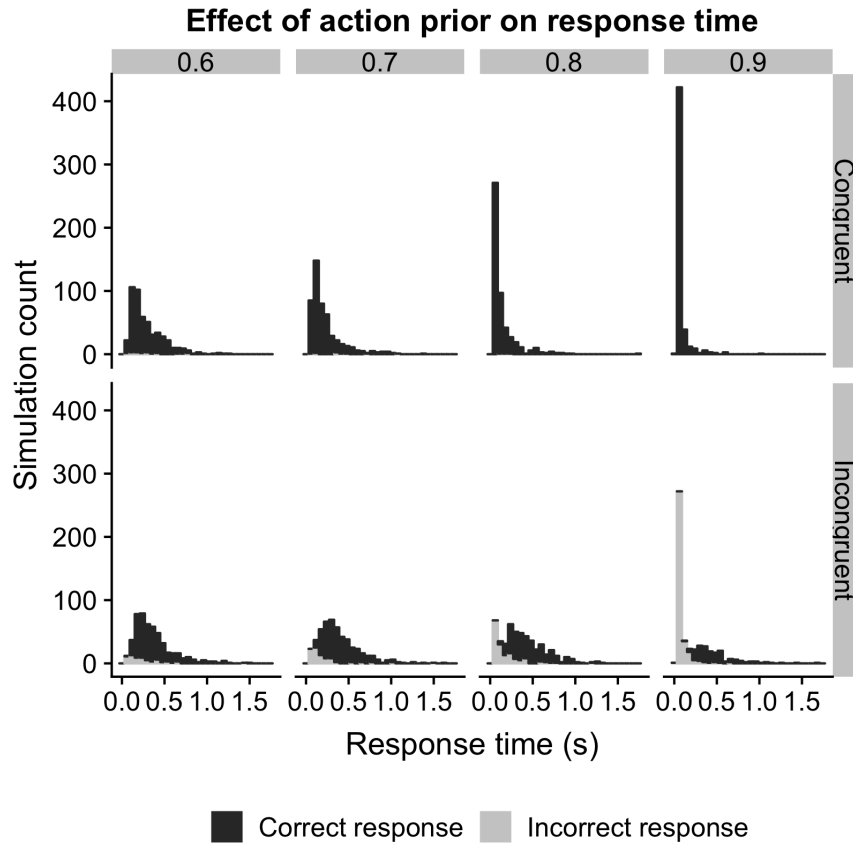 Effect of action prior on response time
0.6 0.7 0.8 0.9
400
300
200
100
0
Congruent
Simulation count
400
300
200
100
0
Incongruent
0.0 0.5 1.0 1.5 0.0 0.5 1.0 1.5 0.0 0.5 1.0 1.5 0.0 0.5 1.0 1.5
Response time (s)
Correct response Incorrect response